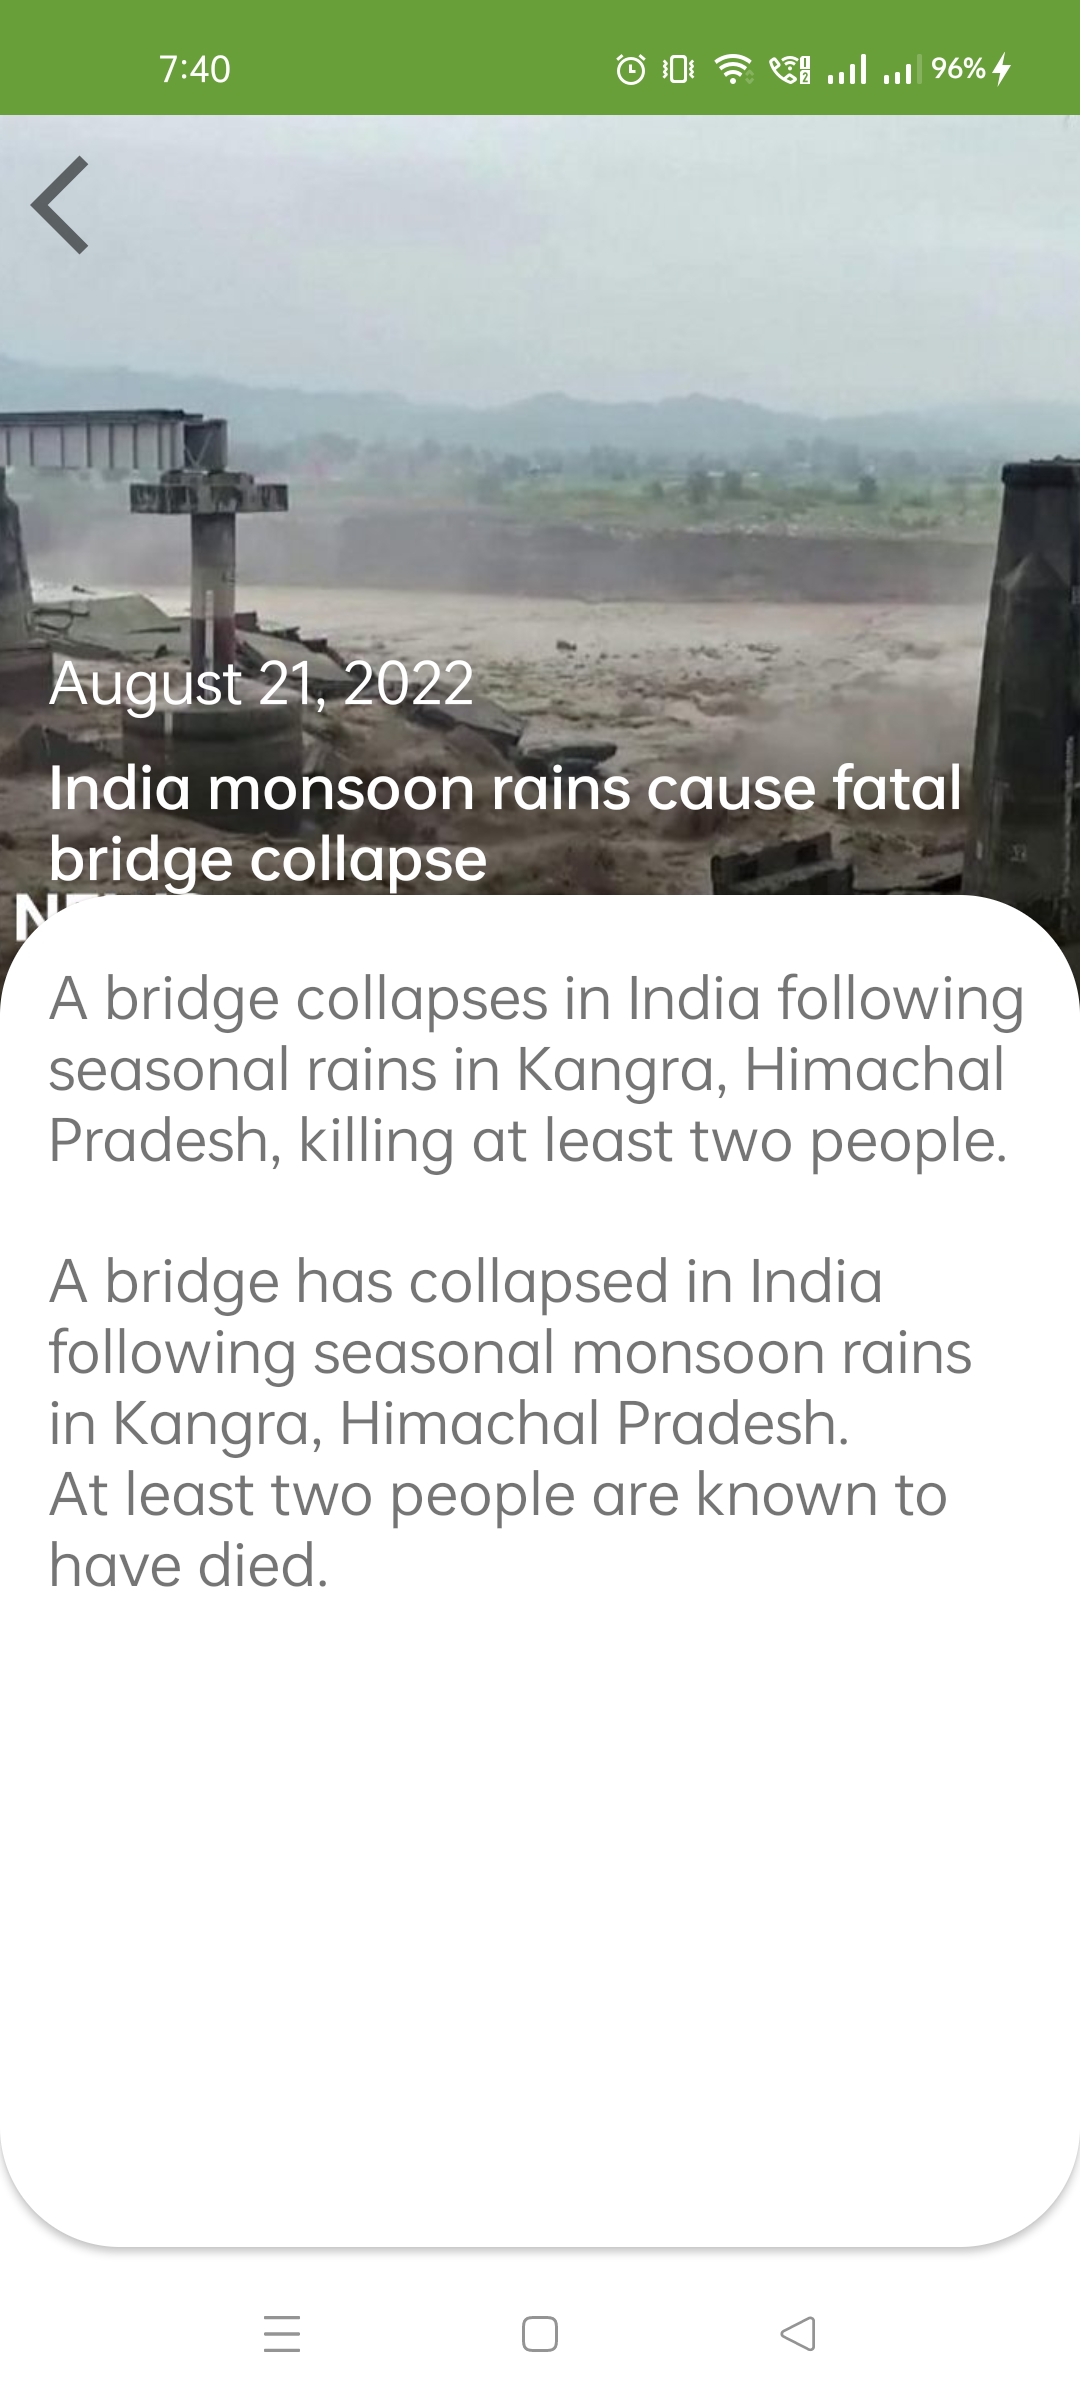 7:40
96%
August 21, 2022
India monsoon rains cause fatal
bridge collapse
A bridge collapses in India following
seasonal rains in Kangra, Himachal
Pradesh, killing at least two people.
A bridge has collapsed in India
following seasonal monsoon rains
in Kangra, Himachal Pradesh.
At least two people are known to
have died.